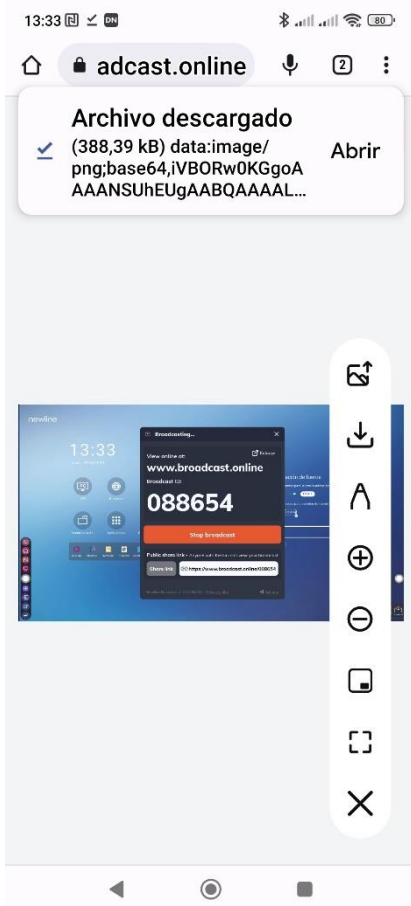 13:33
DN
80
adcast.online
2
Archivo descargado
(388,39 kB) data:image/
png;base64,iVBORw0KGgoA
AAANSUhEUgAABQAAAAL...
Abrir
newline
13:33
Broadcasting...
View online at:
www.broadcast.online
Broadcast ID:
088654
Stop broadcast
Public share link
Share link
https://www.broadcast.online/088654